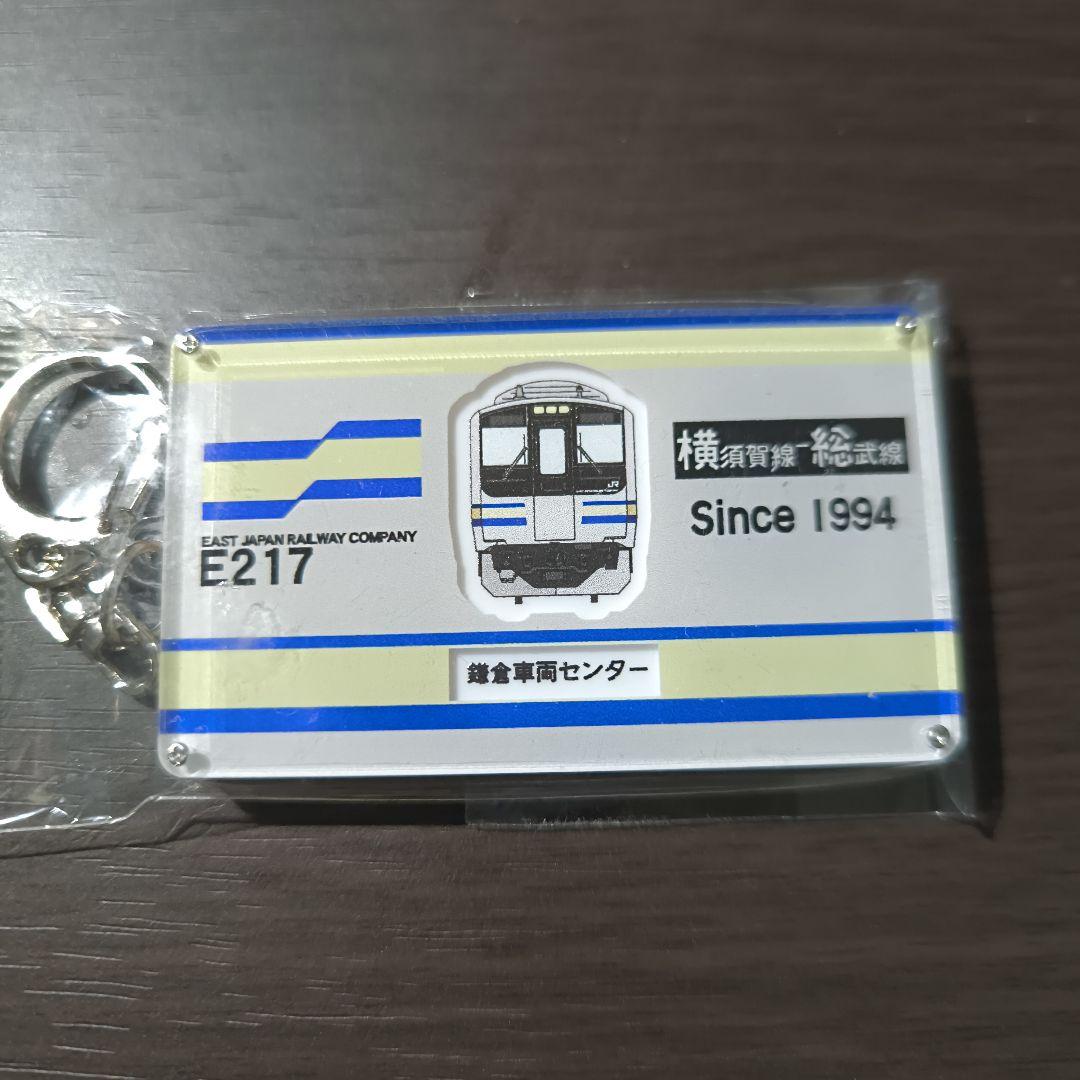 EAST JAPAN RAILWAY COMPANY
E217
JR
横須賀線-総武線
Since 1994
鎌倉車両センター